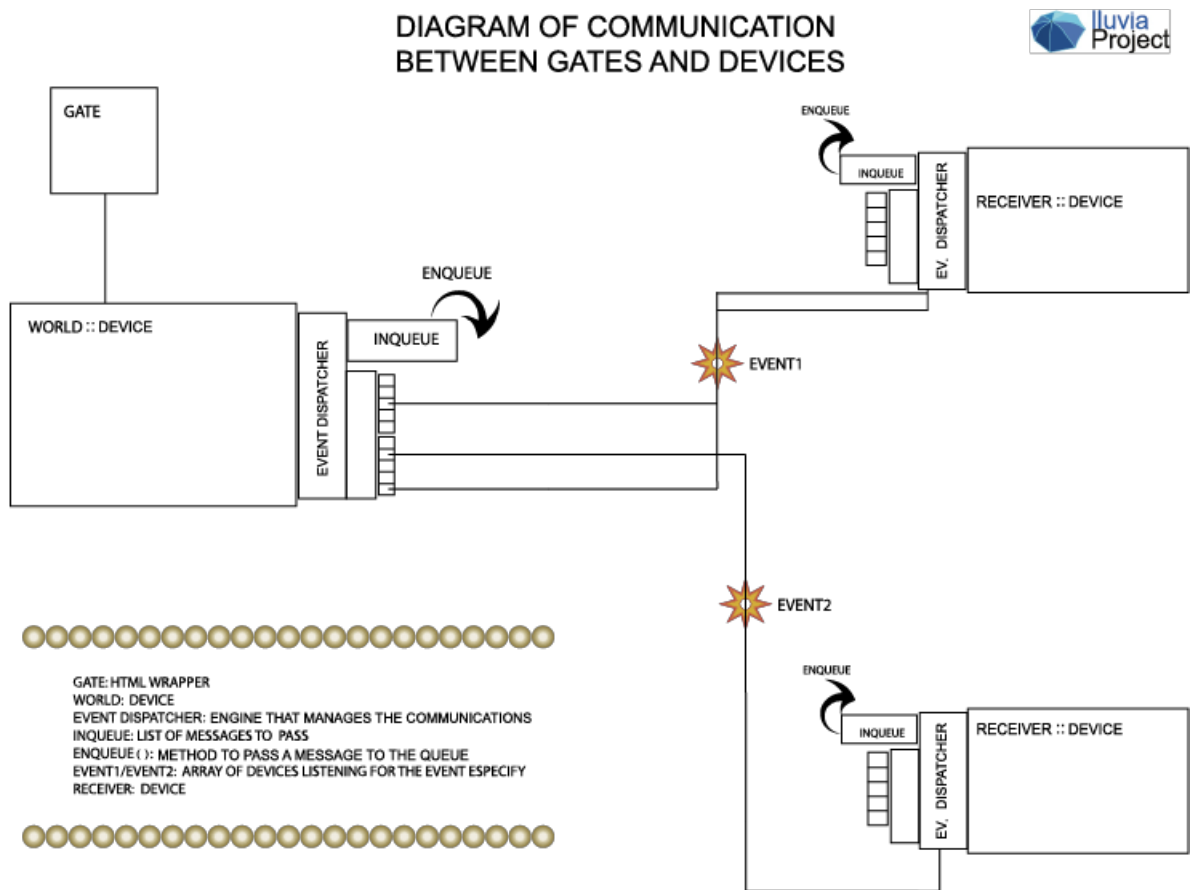 DIAGRAM OF COMMUNICATION
BETWEEN GATES AND DEVICES
lluvia
Project
GATE
ENQUEUE
INQUEUE
EV. DISPATCHER
RECEIVER :: DEVICE
ENQUEUE
WORLD :: DEVICE
INQUEUE
EVENT DISPATCHER
EVENT1
EVENT2
GATE: HTML WRAPPER
WORLD: DEVICE
EVENT DISPATCHER: ENGINE THAT MANAGES THE COMMUNICATIONS
INQUEUE: LIST OF MESSAGES TO PASS
ENQUEUE ( ): METHOD TO PASS A MESSAGE TO THE QUEUE
EVENT1/EVENT2: ARRAY OF DEVICES LISTENING FOR THE EVENT ESPECIFY
RECEIVER: DEVICE
ENQUEUE
INQUEUE
EV. DISPATCHER
RECEIVER :: DEVICE